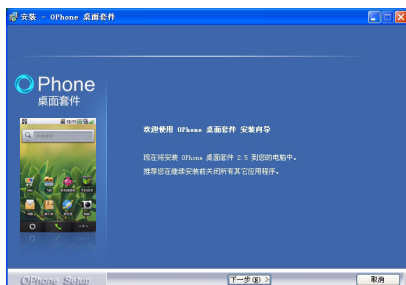 安装 - OPhone 桌面套件
OPhone
桌面套件
欢迎使用 OPhone 桌面套件 安装向导
现在将安装 OPhone 桌面套件 2.5 到您的电脑中。
推荐您在继续安装前关闭所有其它应用程序。
OPhone Setup
下一步(N) >
取消